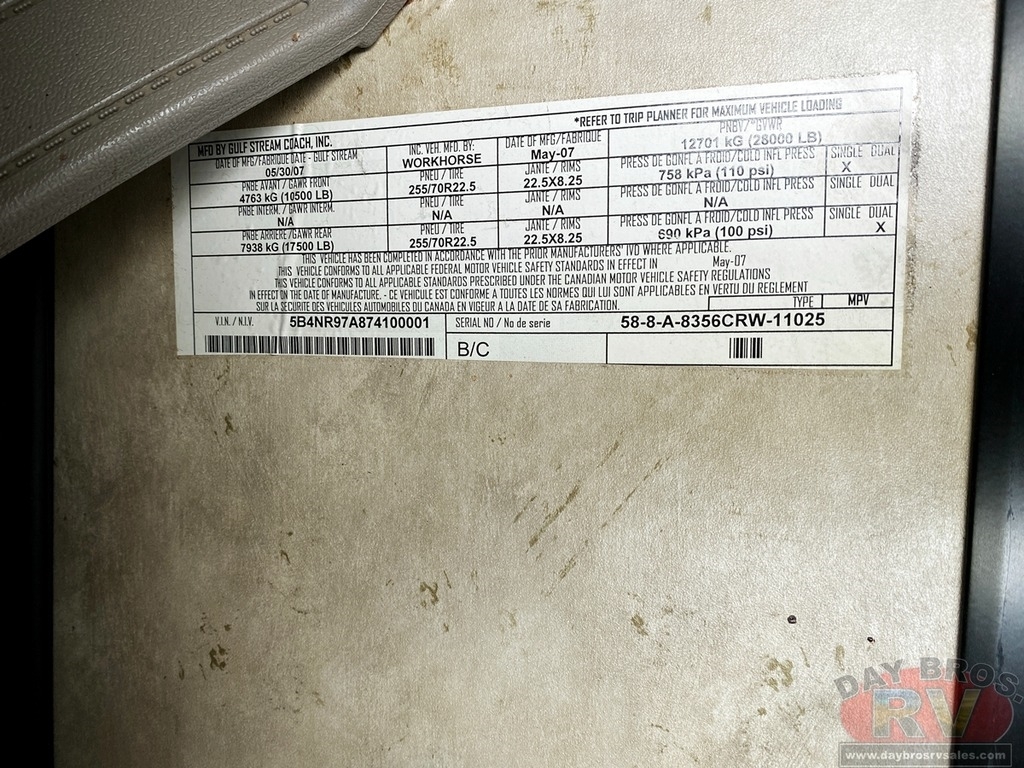 *REFER TO TRIP PLANNER FOR MAXIMUM VEHICLE LOADING
MFD BY GULF STREAM COACH, INC. INC. VEH. MFD. BY: DATE OF MFG/FABRIQUE PNBV/*GVWR
DATE OF MFG/FABRIQUE DATE - GULF STREAM WORKHORSE May-07 12701 kG (28000 LB)
05/30/07 PNEU / TIRE JANTE / RIMS PRESS DE GONFL A FROID/COLD INFL PRESS SINGLE DUAL
PNBE AVANT/ GAWR FRONT 255/70R22.5 22.5X8.25 758 kPa (110 psi) X
4763 kG (10500 LB)
PNBE INTERM. / GAWR INTERM. PNEU / TIRE JANTE / RIMS PRESS DE GONFL A FROID/COLD INFL PRESS SINGLE DUAL
N/A N/A N/A N/A
PNBE ARRIERE/GAWR REAR PNEU / TIRE JANTE / RIMS PRESS DE GONFL A FROID/COLD INFL PRESS SINGLE DUAL
7938 kG (17500 LB) 255/70R22.5 22.5X8.25 690 kPa (100 psi) X
THIS VEHICLE HAS BEEN COMPLETED IN ACCORDANCE WITH THE PRIOR MANUFACTURERS' IVD WHERE APPLICABLE.
THIS VEHICLE CONFORMS TO ALL APPLICABLE FEDERAL MOTOR VEHICLE SAFETY STANDARDS IN EFFECT IN May-07
THIS VEHICLE CONFORMS TO ALL APPLICABLE STANDARDS PRESCRIBED UNDER THE CANADIAN MOTOR VEHICLE SAFETY REGULATIONS
IN EFFECT ON THE DATE OF MANUFACTURE. - CE VEHICULE EST CONFORME A TOUTES LES NORMES QUI LUI SONT APPLICABLES EN VERTU DU REGLEMENT
SUR LA SECURITE DES VEHICULES AUTOMOBILES DU CANADA EN VIGEUR A LA DATE DE SA FABRICATION. TYPE MPV
V.I.N. / N.I.V. 5B4NR97A874100001 SERIAL NO / No de serie 58-8-A-8356CRW-11025
B/C
DAY BROS.
RV
www.daybrosrvsales.com